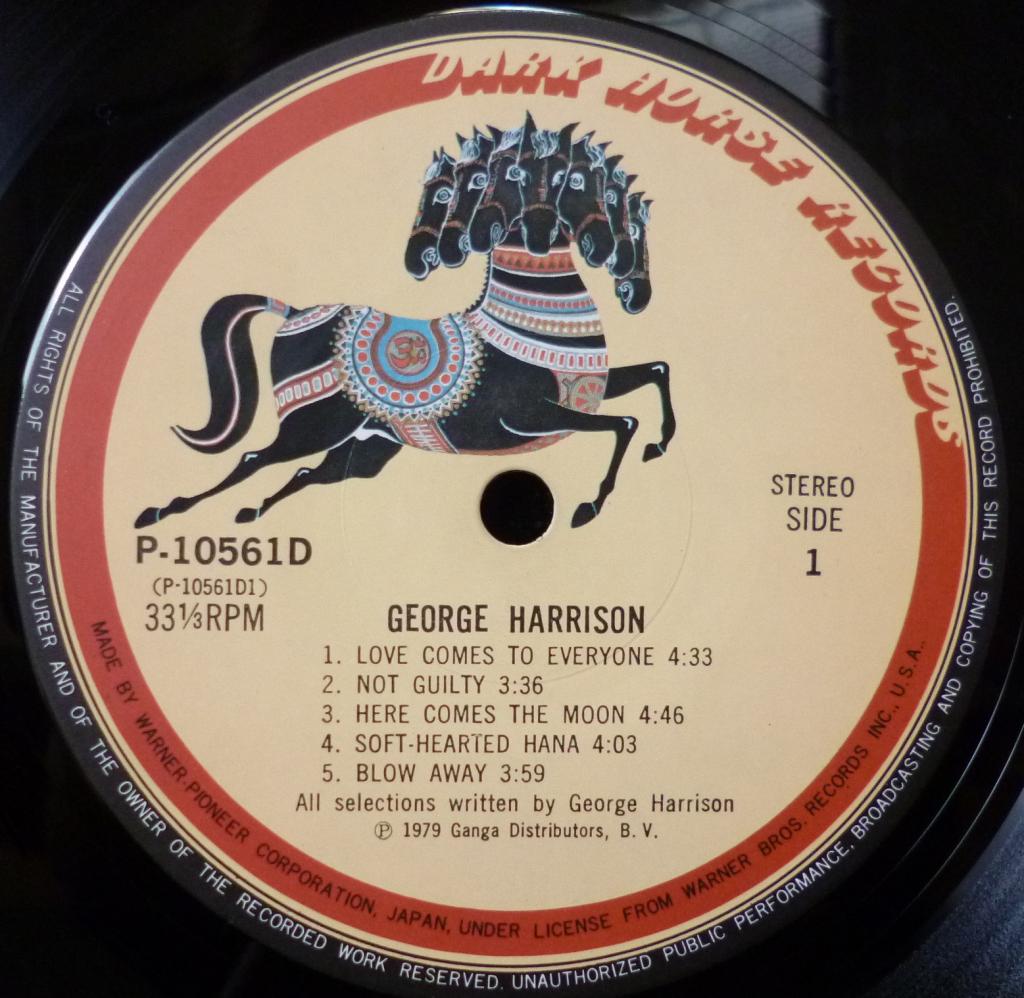 DARK HORSE RECORDS
STEREO
SIDE
1
P-10561D
(P-10561D1)
33⅓RPM
GEORGE HARRISON
1. LOVE COMES TO EVERYONE 4:33
2. NOT GUILTY 3:36
3. HERE COMES THE MOON 4:46
4. SOFT-HEARTED HANA 4:03
5. BLOW AWAY 3:59
All selections written by George Harrison
℗ 1979 Ganga Distributors, B. V.
MADE BY WARNER-PIONEER CORPORATION, JAPAN, UNDER LICENSE FROM WARNER BROS. RECORDS INC., U.S.A..
ALL RIGHTS OF THE MANUFACTURER AND OF THE OWNER OF THE RECORDED WORK RESERVED. UNAUTHORIZED PUBLIC PERFORMANCE, BROADCASTING AND COPYING OF THIS RECORD PROHIBITED.